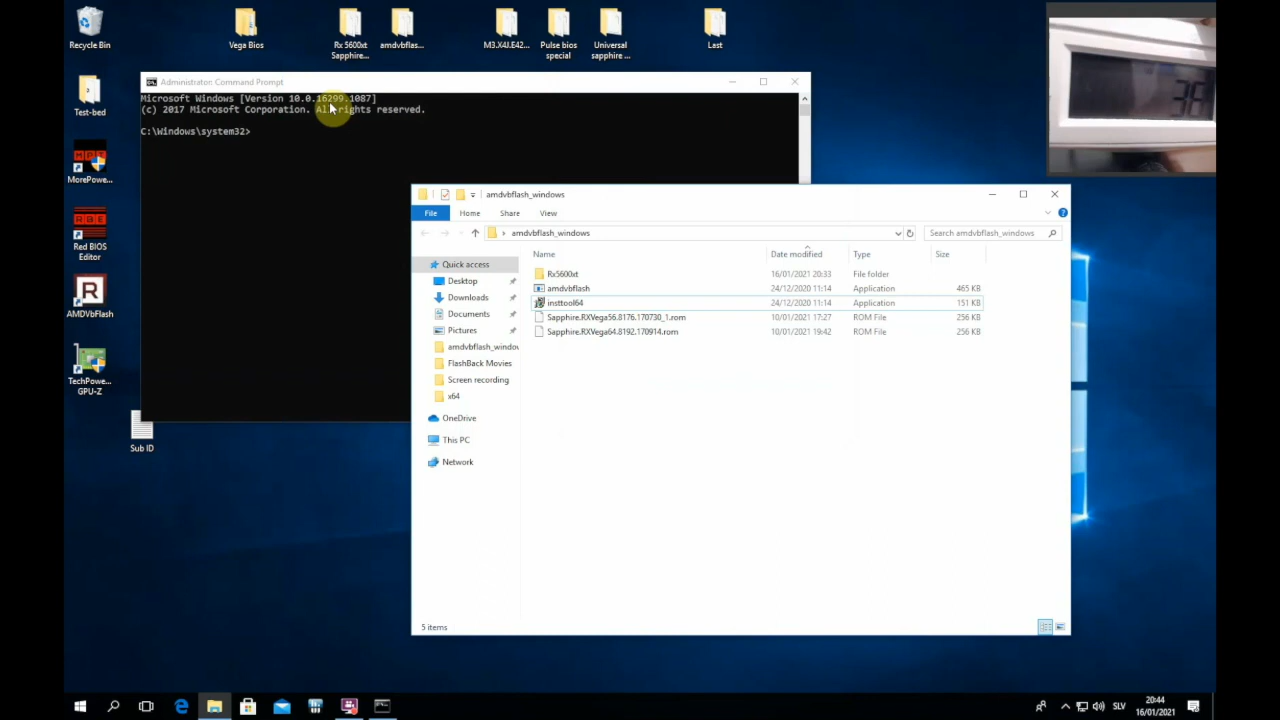 Recycle Bin
Vega Bios
Rx 5600xt
Sapphire...
amdvbflas...
M3.X4J.E42...
Pulse bios
special
Universal
sapphire ...
Last
Test-bed
MorePowe...
Red BIOS
Editor
AMDVbFlash
TechPowe...
GPU-Z
Sub ID
Administrator: Command Prompt
Microsoft Windows [Version 10.0.16299.1087]
(c) 2017 Microsoft Corporation. All rights reserved.
C:\Windows\system32>
38
amdvbflash_windows
File Home Share View
amdvbflash_windows
Search amdvbflash_windows
Name Date modified Type Size
Quick access
Desktop
Downloads
Documents
Pictures
amdvbflash_windov
FlashBack Movies
Screen recording
x64
OneDrive
This PC
Network
Rx5600xt 16/01/2021 20:33 File folder
amdvbflash 24/12/2020 11:14 Application 465 KB
insttool64 24/12/2020 11:14 Application 151 KB
Sapphire.RXVega56.8176.170730_1.rom 10/01/2021 17:27 ROM File 256 KB
Sapphire.RXVega64.8192.170914.rom 10/01/2021 19:42 ROM File 256 KB
5 items
SLV
20:44
16/01/2021